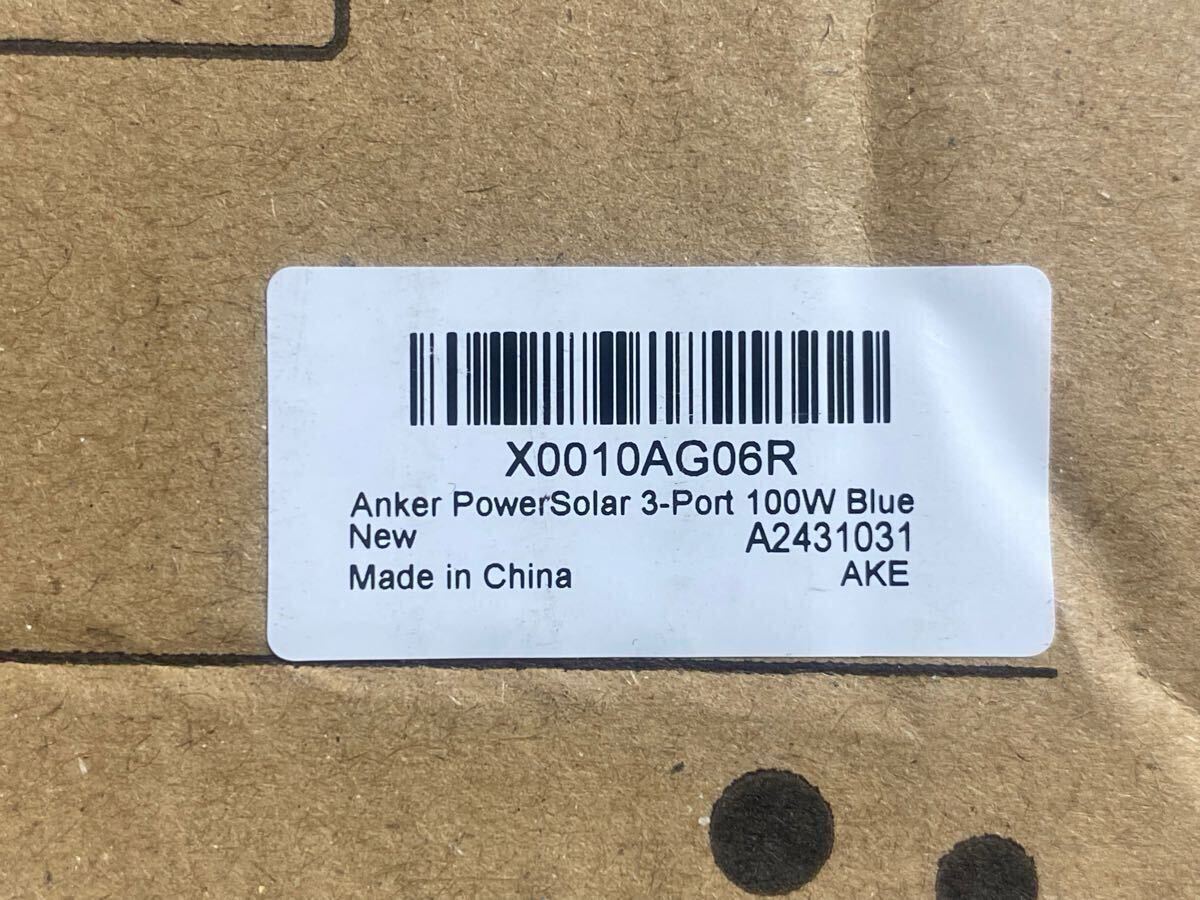 X0010AG06R
Anker PowerSolar 3-Port 100W Blue
New A2431031
Made in China AKE